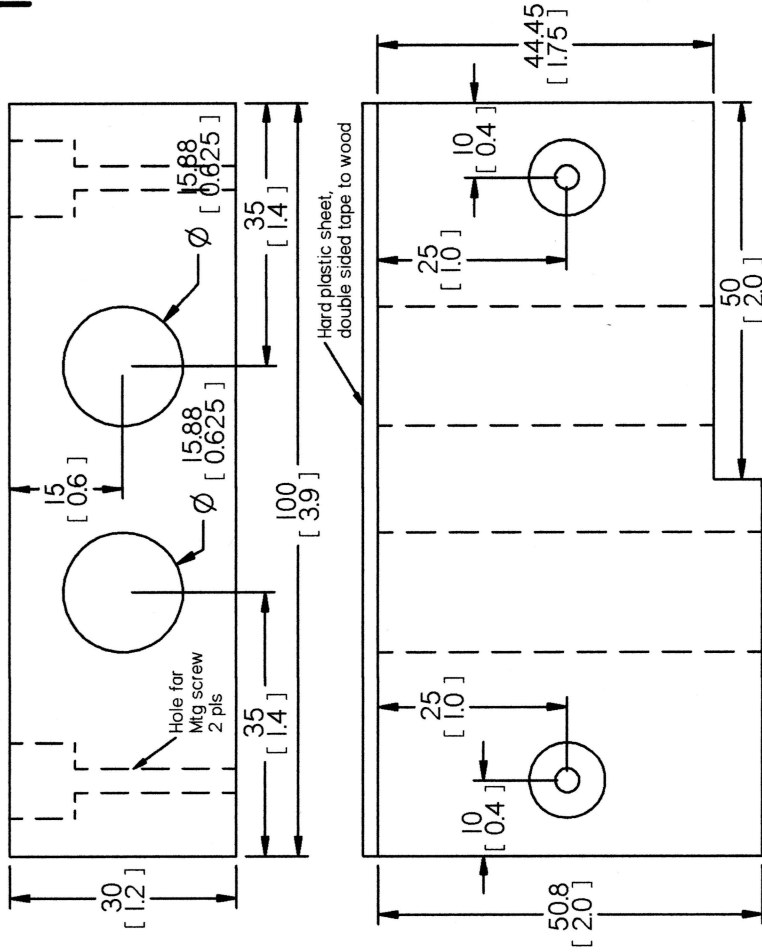 15.88
[ 0.625 ]
Ø
35
[ 1.4 ]
15
[ 0.6 ]
15.88
[ 0.625 ]
Ø
100
[ 3.9 ]
Hole for
Mtg screw
2 pls
35
[ 1.4 ]
30
[ 1.2 ]
44.45
[ 1.75 ]
10
[ 0.4 ]
Hard plastic sheet,
double sided tape to wood
25
[ 1.0 ]
50
[ 2.0 ]
25
[ 1.0 ]
10
[ 0.4 ]
50.8
[ 2.0 ]